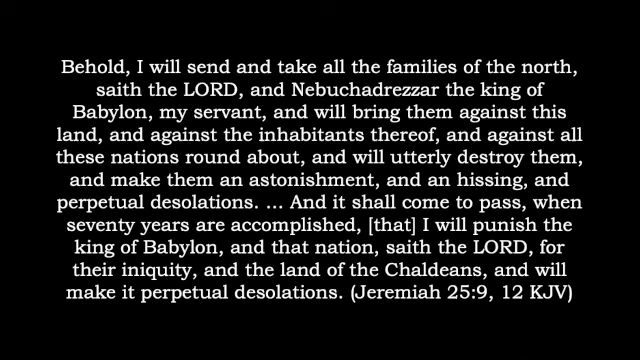 Behold, I will send and take all the families of the north,
saith the LORD, and Nebuchadrezzar the king of
Babylon, my servant, and will bring them against this
land, and against the inhabitants thereof, and against all
these nations round about, and will utterly destroy them,
and make them an astonishment, and an hissing, and
perpetual desolations. ... And it shall come to pass, when
seventy years are accomplished, [that] I will punish the
king of Babylon, and that nation, saith the LORD, for
their iniquity, and the land of the Chaldeans, and will
make it perpetual desolations. (Jeremiah 25:9, 12 KJV)